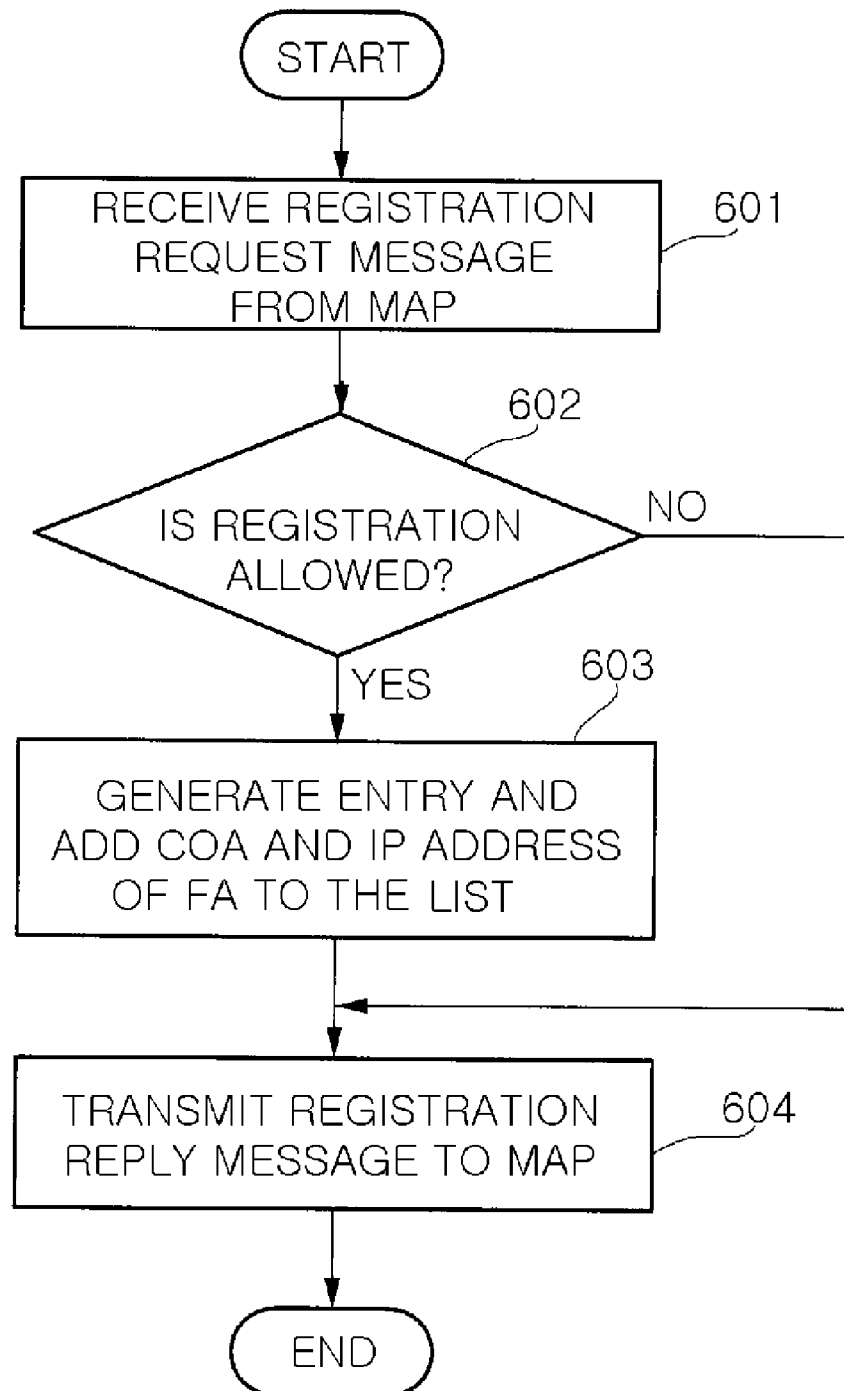 START
RECEIVE REGISTRATION
REQUEST MESSAGE
FROM MAP
601
602
IS REGISTRATION
ALLOWED?
NO
YES
603
GENERATE ENTRY AND
ADD COA AND IP ADDRESS
OF FA TO THE LIST
TRANSMIT REGISTRATION
REPLY MESSAGE TO MAP
604
END